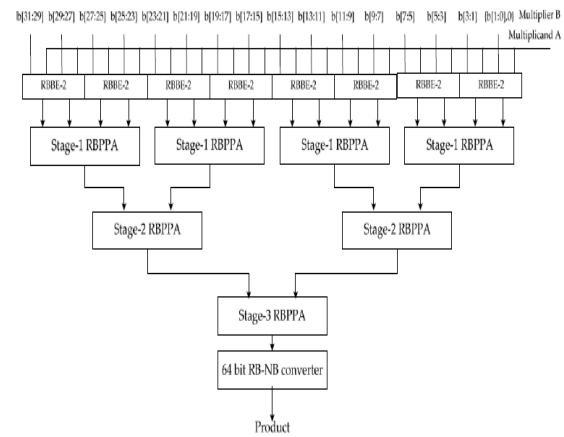 b[31:29] b[29:27] b[27:25] b[25:23] b[23:21] b[21:19] b[19:17] b[17:15] b[15:13] b[13:11] b[11:9] b[9:7] b[7:5] b[5:3] b[3:1] {b[1:0],0} Multiplier B
Multiplicand A
RBBE-2 RBBE-2 RBBE-2 RBBE-2 RBBE-2 RBBE-2 RBBE-2 RBBE-2
Stage-1 RBPPA Stage-1 RBPPA Stage-1 RBPPA Stage-1 RBPPA
Stage-2 RBPPA Stage-2 RBPPA
Stage-3 RBPPA
64 bit RB-NB converter
Product